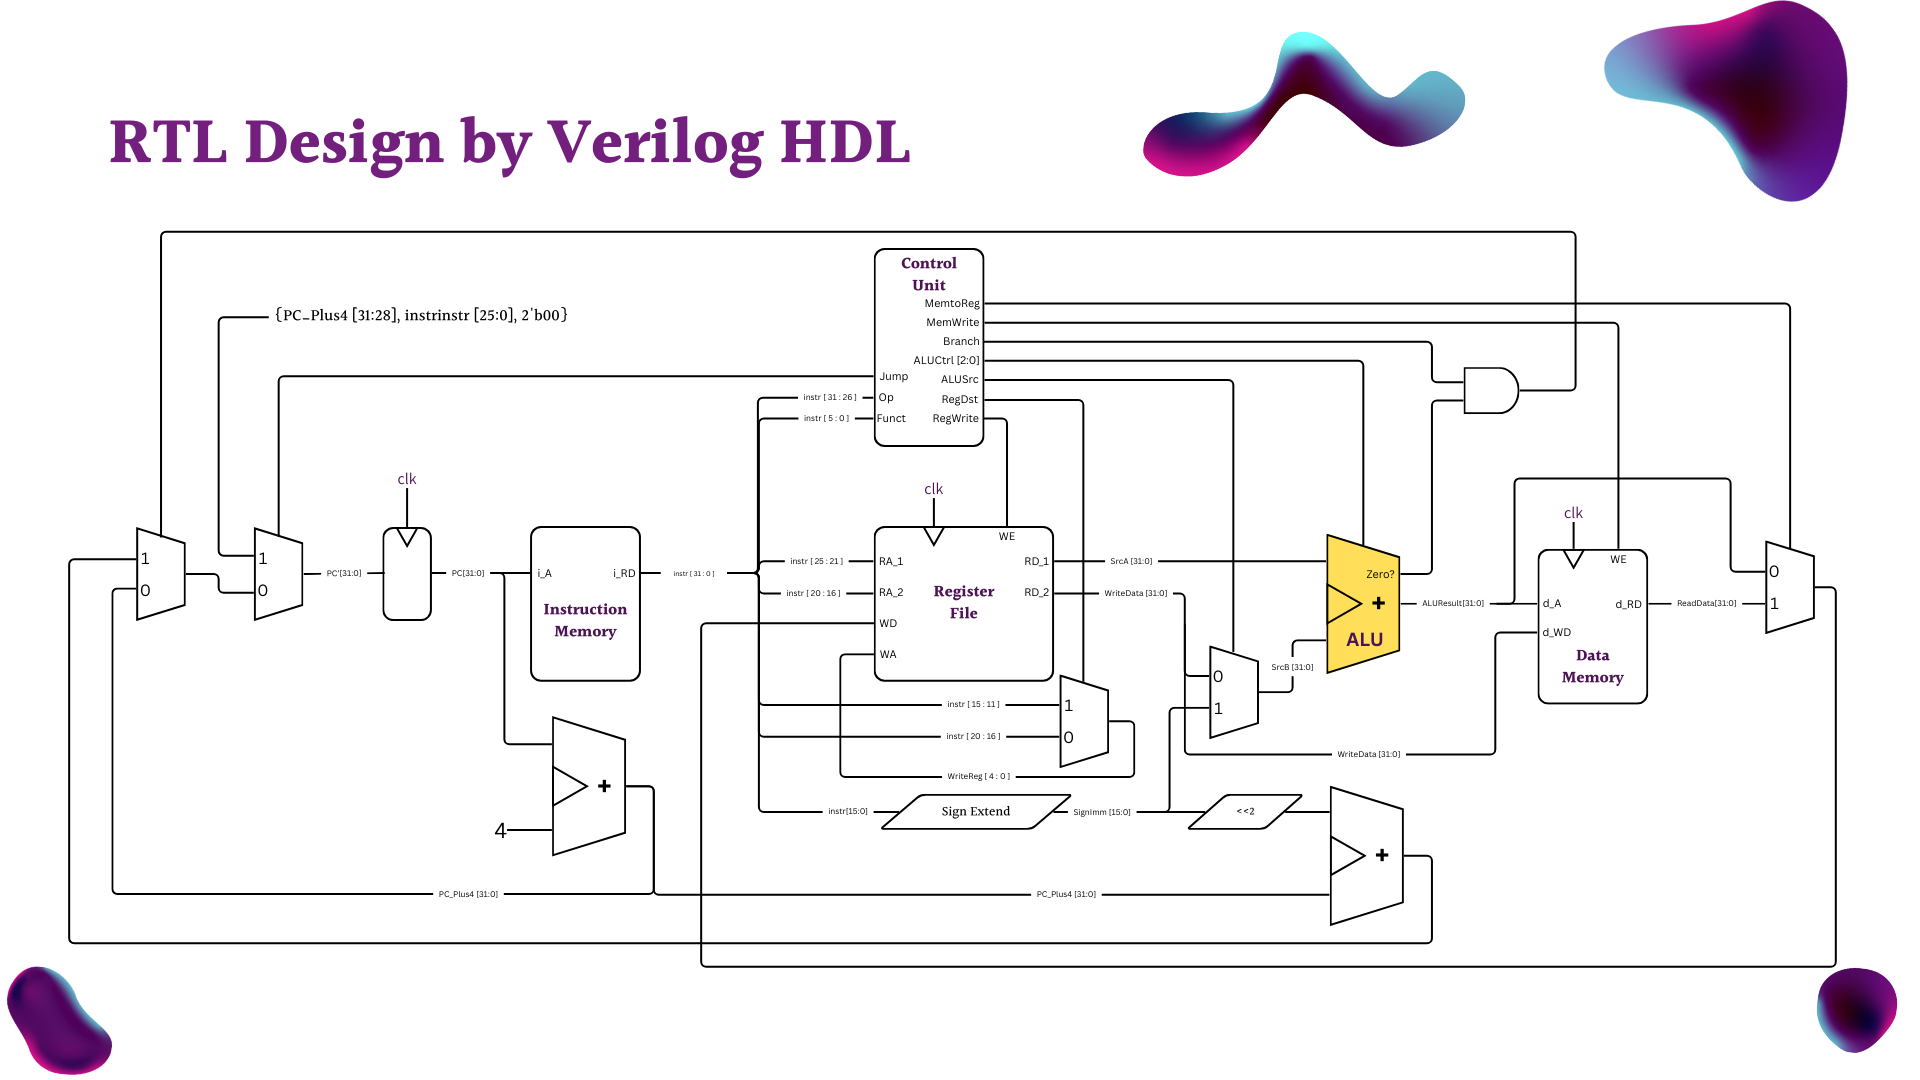 RTL Design by Verilog HDL
Control
Unit
MemtoReg
MemWrite
Branch
ALUCtrl [2:0]
Jump
ALUSrc
Op
RegDst
Funct
RegWrite
{PC_Plus4 [31:28], instrinstr [25:0], 2'b00}
instr [ 31 : 26 ]
instr [ 5 : 0 ]
clk
clk
clk
1
0
1
0
PC'[31:0]
PC[31:0]
i_A
i_RD
Instruction
Memory
instr [ 31 : 0 ]
instr [ 25 : 21 ]
instr [ 20 : 16 ]
WE
RA_1
RD_1
RA_2
RD_2
Register
File
WD
WA
SrcA [31:0]
WriteData [31:0]
instr [ 15 : 11 ]
1
instr [ 20 : 16 ]
0
WriteReg [ 4 : 0 ]
0
1
SrcB [31:0]
Zero?
+
ALU
ALUResult[31:0]
WE
d_A
d_RD
d_WD
Data
Memory
ReadData[31:0]
0
1
WriteData [31:0]
+
4
instr[15:0]
Sign Extend
SignImm [15:0]
<<2
+
PC_Plus4 [31:0]
PC_Plus4 [31:0]